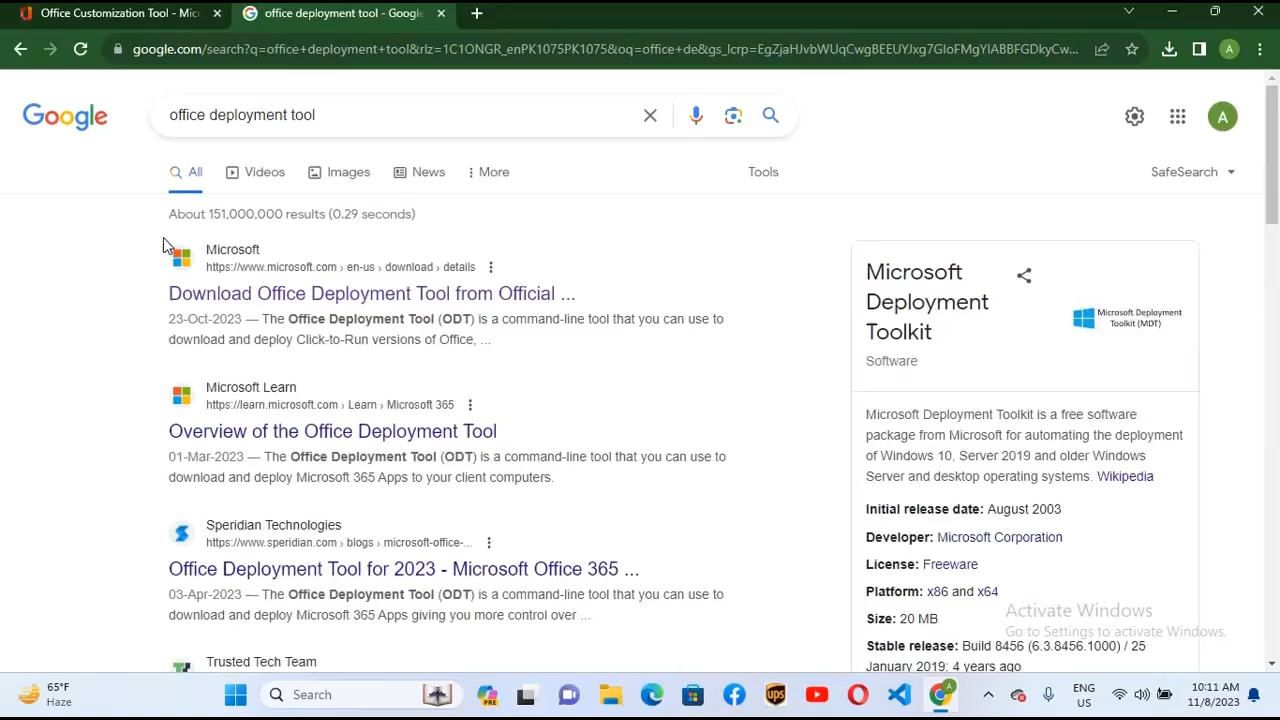 Office Customization Tool - Mic
office deployment tool - Google
google.com/search?q=office+deployment+tool&rlz=1C1ONGR_enPK1075PK1075&oq=office+de&gs_lcrp=EgZjaHJvbWUqCwgBEEUYJxg7GIoFMgYIABBFGDkyCw...
A
Google
office deployment tool
A
All
Videos
Images
News
More
Tools
SafeSearch
About 151,000,000 results (0.29 seconds)
Microsoft
https://www.microsoft.com › en-us › download › details
Download Office Deployment Tool from Official ...
23-Oct-2023 — The Office Deployment Tool (ODT) is a command-line tool that you can use to
download and deploy Click-to-Run versions of Office, ...
Microsoft Learn
https://learn.microsoft.com › Learn › Microsoft 365
Overview of the Office Deployment Tool
01-Mar-2023 — The Office Deployment Tool (ODT) is a command-line tool that you can use to
download and deploy Microsoft 365 Apps to your client computers.
Speridian Technologies
https://www.speridian.com › blogs › microsoft-office-...
Office Deployment Tool for 2023 - Microsoft Office 365 ...
03-Apr-2023 — The Office Deployment Tool (ODT) is a command-line tool that you can use to
download and deploy Microsoft 365 Apps giving you more control over ...
Trusted Tech Team
Microsoft
Deployment
Toolkit
Software
Microsoft Deployment
Toolkit (MDT)
Microsoft Deployment Toolkit is a free software
package from Microsoft for automating the deployment
of Windows 10, Server 2019 and older Windows
Server and desktop operating systems. Wikipedia
Initial release date: August 2003
Developer: Microsoft Corporation
License: Freeware
Platform: x86 and x64
Size: 20 MB
Stable release: Build 8456 (6.3.8456.1000) / 25
January 2019; 4 years ago
Activate Windows
Go to Settings to activate Windows.
65°F
Haze
Search
PRE
ups
A
ENG
US
10:11 AM
11/8/2023